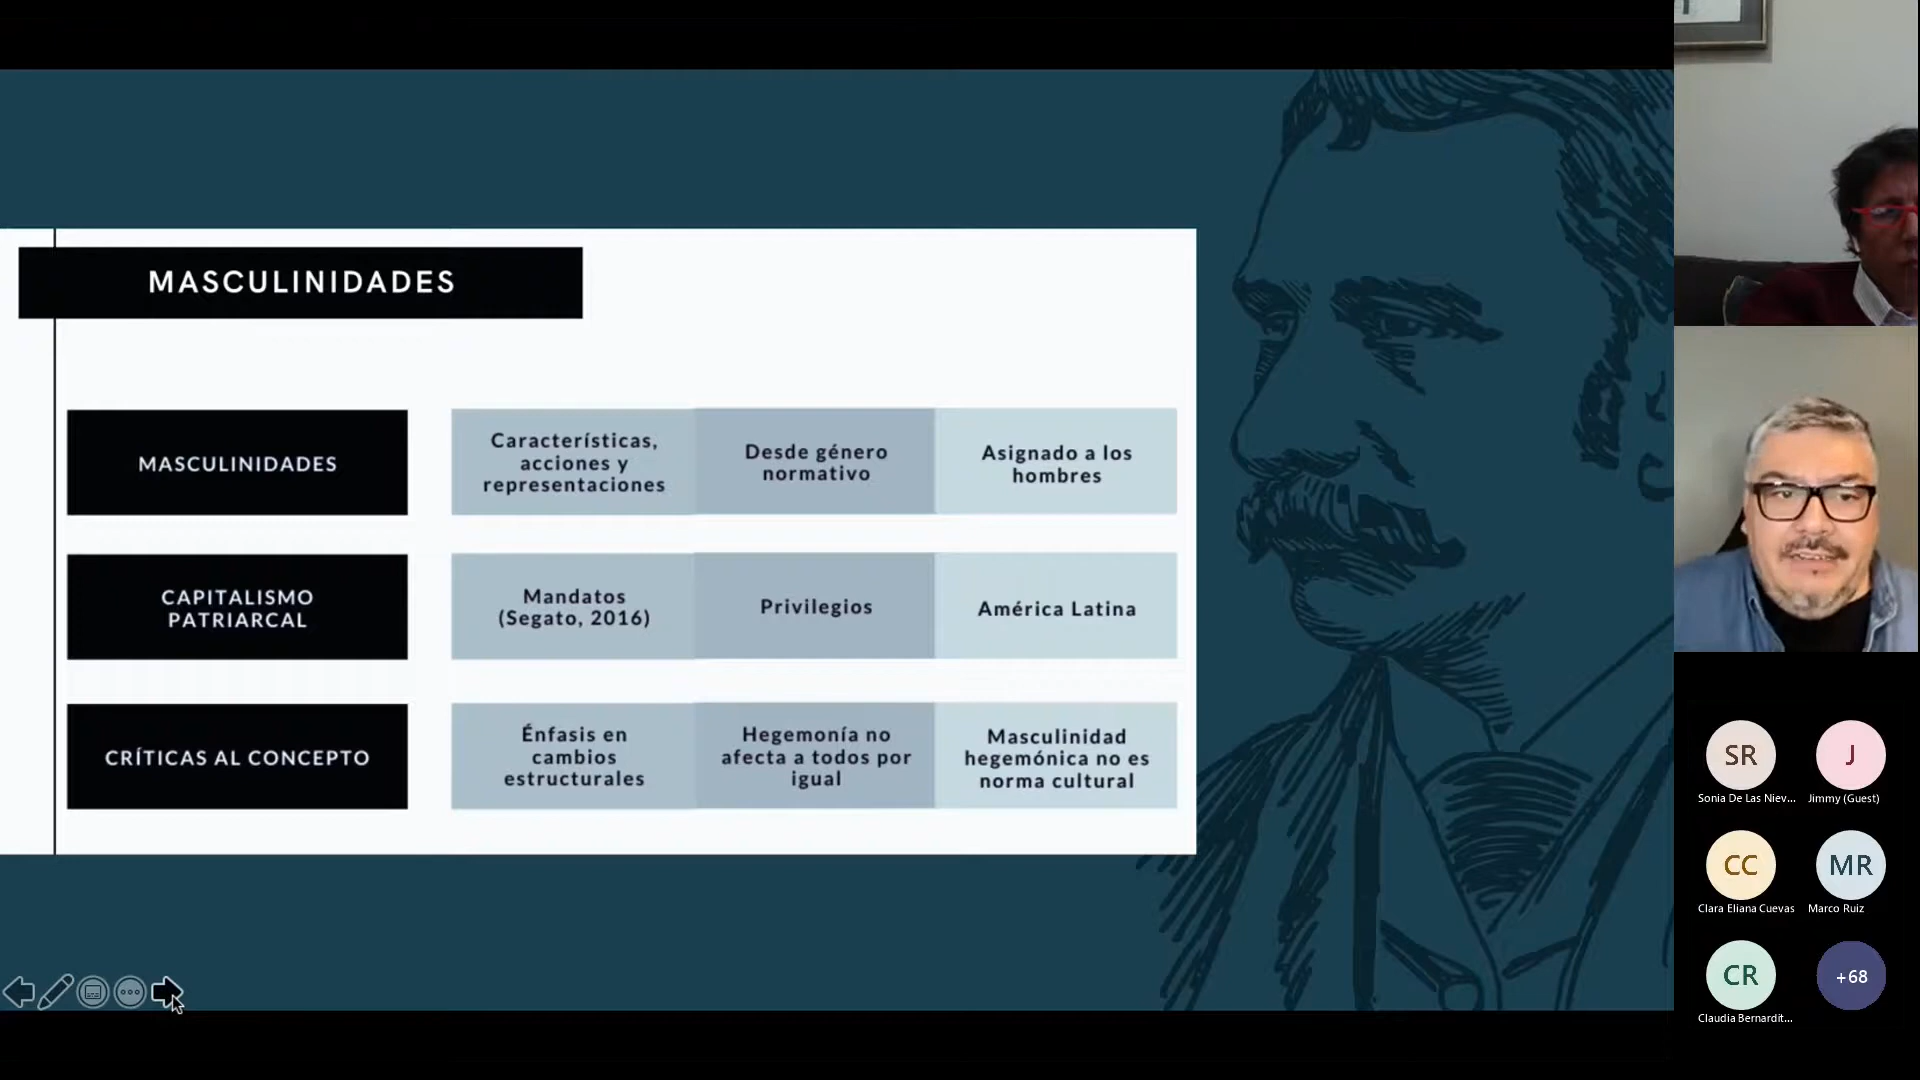 MASCULINIDADES
MASCULINIDADES
Características,
acciones y
representaciones
Desde género
normativo
Asignado a los
hombres
CAPITALISMO
PATRIARCAL
Mandatos
(Segato, 2016)
Privilegios
América Latina
CRÍTICAS AL CONCEPTO
Énfasis en
cambios
estructurales
Hegemonía no
afecta a todos por
igual
Masculinidad
hegemónica no es
norma cultural
SR
Sonia De Las Niev...
J
Jimmy (Guest)
CC
Clara Eliana Cuevas
MR
Marco Ruiz
CR
Claudia Bernardit...
+68